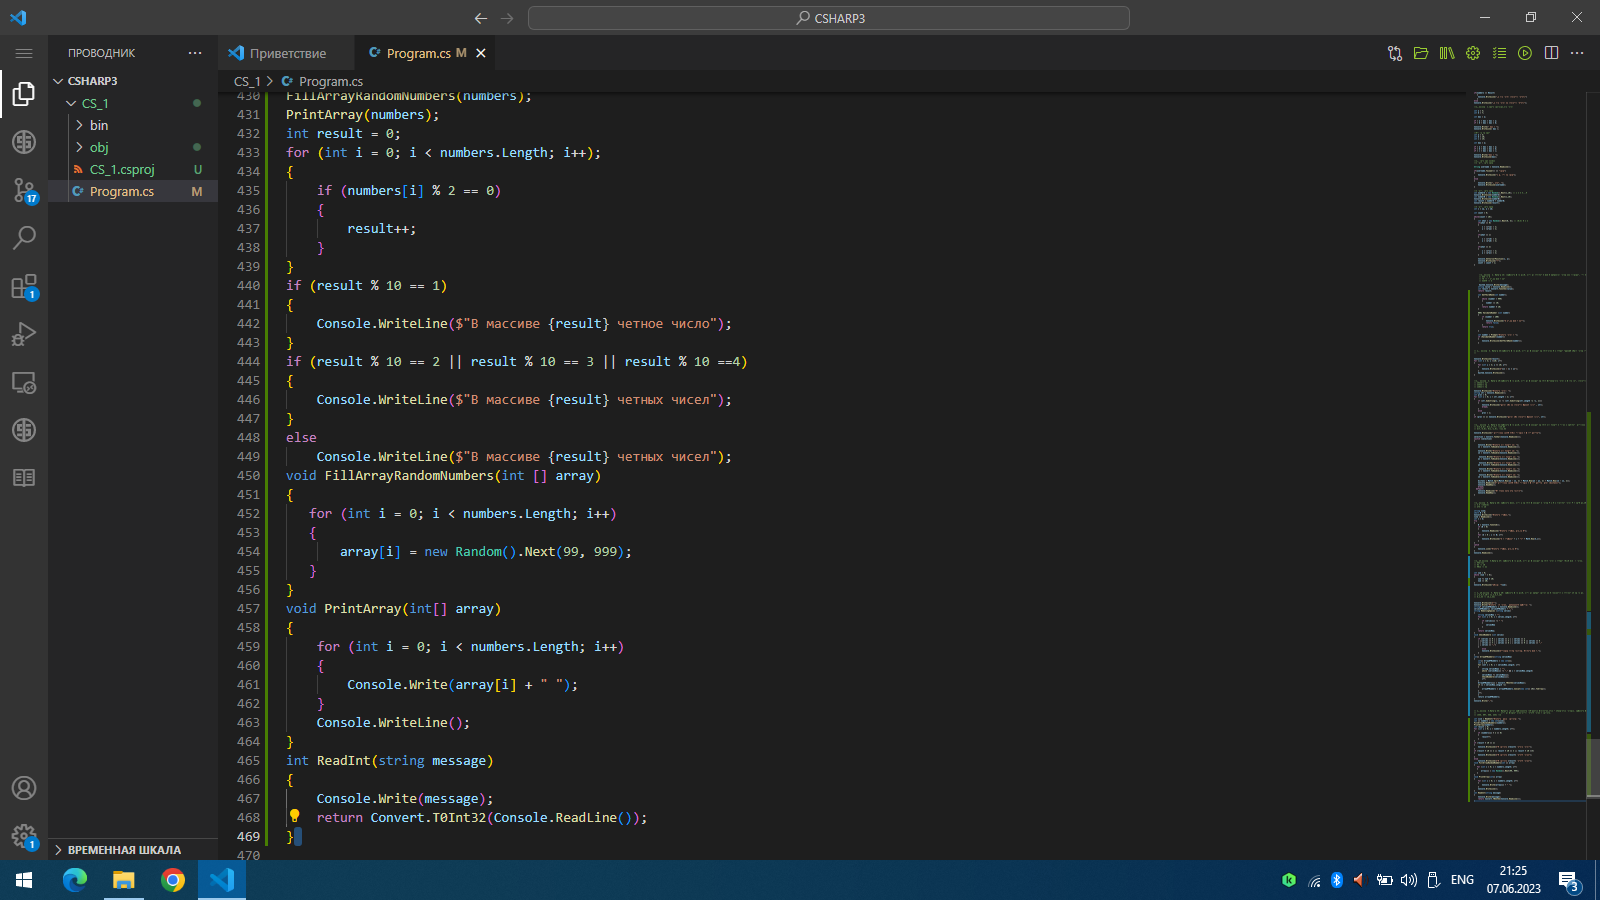 CSHARP3
ПРОВОДНИК
CSHARP3
CS_1
bin
obj
CS_1.csproj U
Program.cs M
ВРЕМЕННАЯ ШКАЛА
17
1
1
Приветствие
Program.cs M
CS_1 > Program.cs
430 FillArrayRandomNumbers(numbers);
431 PrintArray(numbers);
432 int result = 0;
433 for (int i = 0; i < numbers.Length; i++);
434 {
435 if (numbers[i] % 2 == 0)
436 {
437 result++;
438 }
439 }
440 if (result % 10 == 1)
441 {
442 Console.WriteLine($"В массиве {result} четное число");
443 }
444 if (result % 10 == 2 || result % 10 == 3 || result % 10 ==4)
445 {
446 Console.WriteLine($"В массиве {result} четных чисел");
447 }
448 else
449 Console.WriteLine($"В массиве {result} четных чисел");
450 void FillArrayRandomNumbers(int [] array)
451 {
452 for (int i = 0; i < numbers.Length; i++)
453 {
454 array[i] = new Random().Next(99, 999);
455 }
456 }
457 void PrintArray(int[] array)
458 {
459 for (int i = 0; i < numbers.Length; i++)
460 {
461 Console.Write(array[i] + " ");
462 }
463 Console.WriteLine();
464 }
465 int ReadInt(string message)
466 {
467 Console.Write(message);
468 return Convert.T0Int32(Console.ReadLine());
469 }
470
ENG
21:25
07.06.2023
3